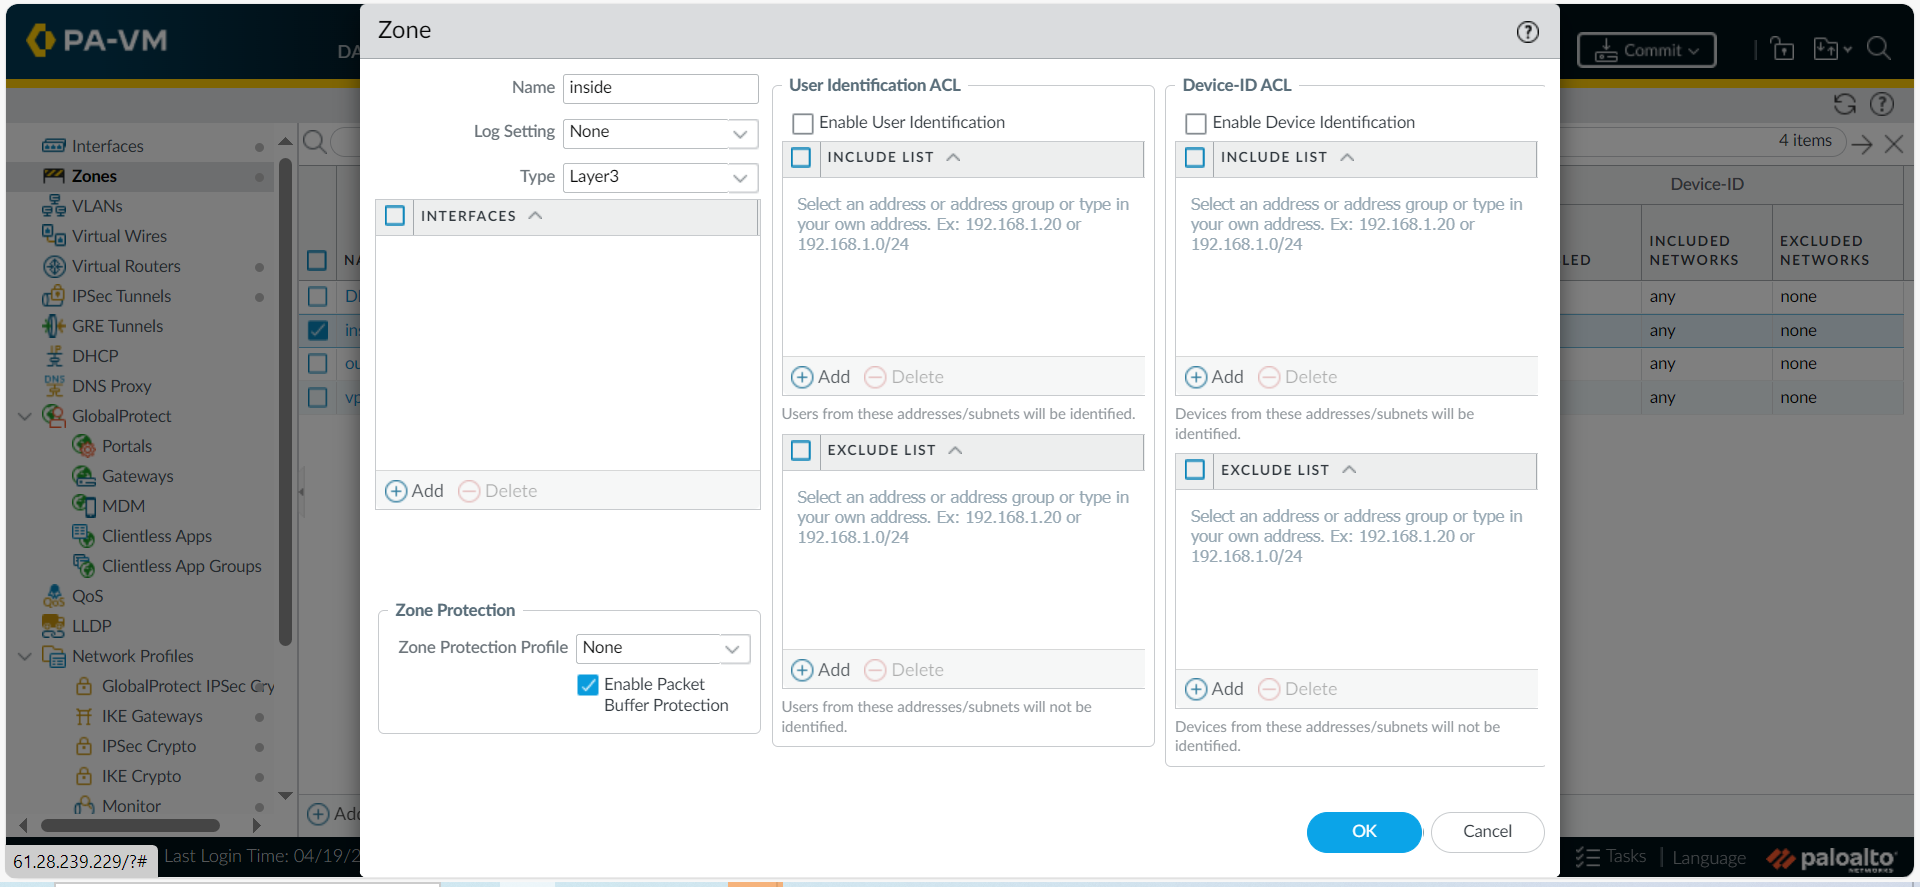 PA-VM
DA
Commit
Zone
Name
inside
Log Setting
None
Type
Layer3
INTERFACES
Add
Delete
Zone Protection
Zone Protection Profile
None
Enable Packet
Buffer Protection
User Identification ACL
Enable User Identification
INCLUDE LIST
Select an address or address group or type in
your own address. Ex: 192.168.1.20 or
192.168.1.0/24
Add
Delete
Users from these addresses/subnets will be identified.
EXCLUDE LIST
Select an address or address group or type in
your own address. Ex: 192.168.1.20 or
192.168.1.0/24
Add
Delete
Users from these addresses/subnets will not be
identified.
Device-ID ACL
Enable Device Identification
INCLUDE LIST
Select an address or address group or type in
your own address. Ex: 192.168.1.20 or
192.168.1.0/24
Add
Delete
Devices from these addresses/subnets will be
identified.
EXCLUDE LIST
Select an address or address group or type in
your own address. Ex: 192.168.1.20 or
192.168.1.0/24
Add
Delete
Devices from these addresses/subnets will not be
identified.
OK
Cancel
Interfaces
Zones
VLANs
Virtual Wires
Virtual Routers
IPSec Tunnels
GRE Tunnels
DHCP
DNS Proxy
GlobalProtect
Portals
Gateways
MDM
Clientless Apps
Clientless App Groups
QoS
LLDP
Network Profiles
GlobalProtect IPSec Cry
IKE Gateways
IPSec Crypto
IKE Crypto
Monitor
NA
D
in
ou
vp
Add
4 items
Device-ID
LED
INCLUDED
NETWORKS
EXCLUDED
NETWORKS
any
none
any
none
any
none
any
none
61.28.239.229/?#
Last Login Time: 04/19/2
Tasks
Language
paloalto
NETWORKS